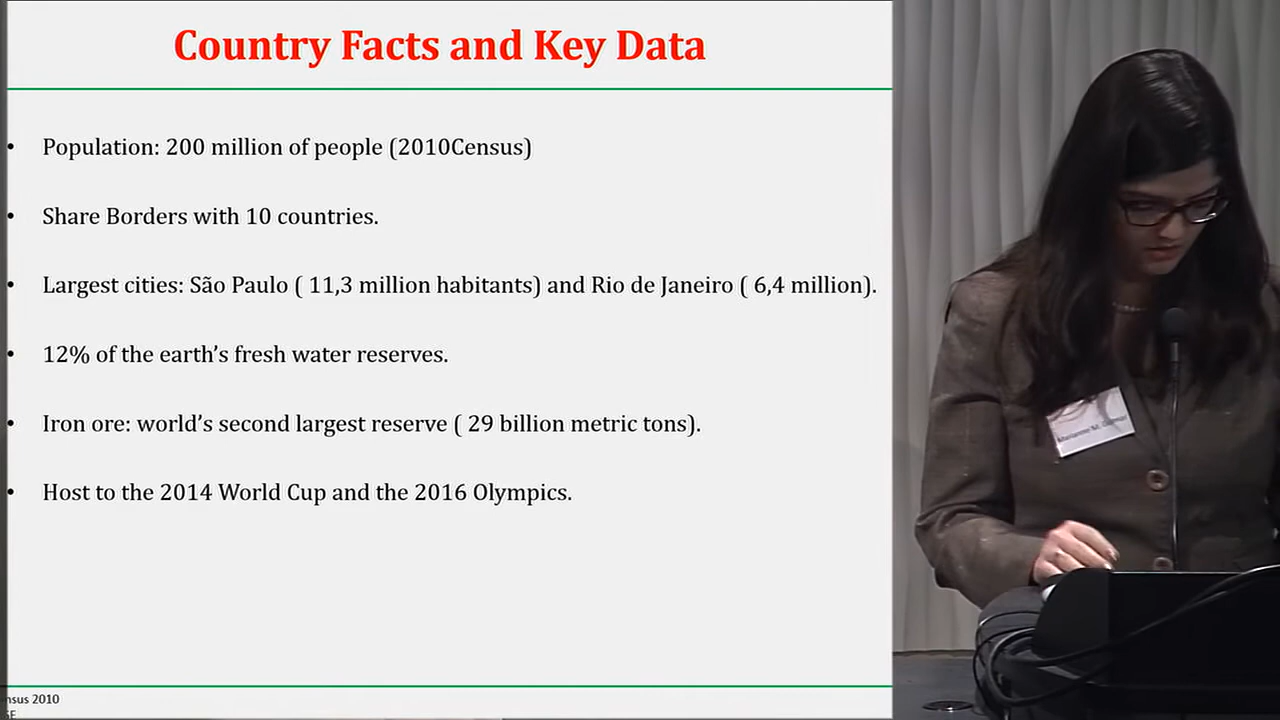 Country Facts and Key Data
• Population: 200 million of people (2010Census)
• Share Borders with 10 countries.
• Largest cities: São Paulo ( 11,3 million habitants) and Rio de Janeiro ( 6,4 million).
• 12% of the earth’s fresh water reserves.
• Iron ore: world’s second largest reserve ( 29 billion metric tons).
• Host to the 2014 World Cup and the 2016 Olympics.
2010
Marianne M.